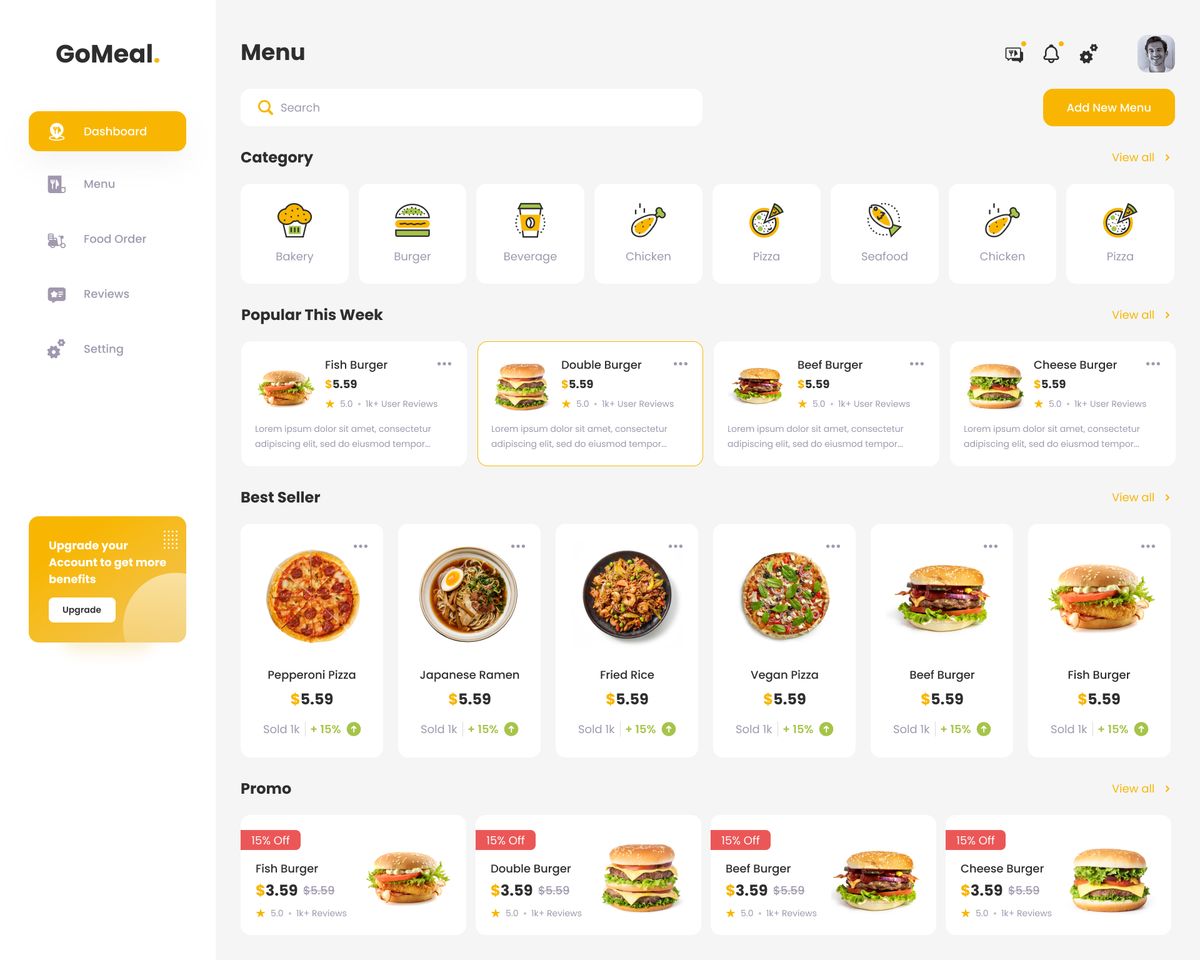 GoMeal.
Dashboard
Menu
Food Order
Reviews
Setting
Upgrade your
Account to get more
benefits
Upgrade
Menu
Search
Add New Menu
Category
View all
Bakery
Burger
Beverage
Chicken
Pizza
Seafood
Chicken
Pizza
Popular This Week
View all
Fish Burger
$5.59
5.0 • 1k+ User Reviews
Lorem ipsum dolor sit amet, consectetur
adipiscing elit, sed do eiusmod tempor...
Double Burger
$5.59
5.0 • 1k+ User Reviews
Lorem ipsum dolor sit amet, consectetur
adipiscing elit, sed do eiusmod tempor...
Beef Burger
$5.59
5.0 • 1k+ User Reviews
Lorem ipsum dolor sit amet, consectetur
adipiscing elit, sed do eiusmod tempor...
Cheese Burger
$5.59
5.0 • 1k+ User Reviews
Lorem ipsum dolor sit amet, consectetur
adipiscing elit, sed do eiusmod tempor...
Best Seller
View all
Pepperoni Pizza
$5.59
Sold 1k + 15%
Japanese Ramen
$5.59
Sold 1k + 15%
Fried Rice
$5.59
Sold 1k + 15%
Vegan Pizza
$5.59
Sold 1k + 15%
Beef Burger
$5.59
Sold 1k + 15%
Fish Burger
$5.59
Sold 1k + 15%
Promo
View all
15% Off
Fish Burger
$3.59 $5.59
5.0 • 1k+ Reviews
15% Off
Double Burger
$3.59 $5.59
5.0 • 1k+ Reviews
15% Off
Beef Burger
$3.59 $5.59
5.0 • 1k+ Reviews
15% Off
Cheese Burger
$3.59 $5.59
5.0 • 1k+ Reviews